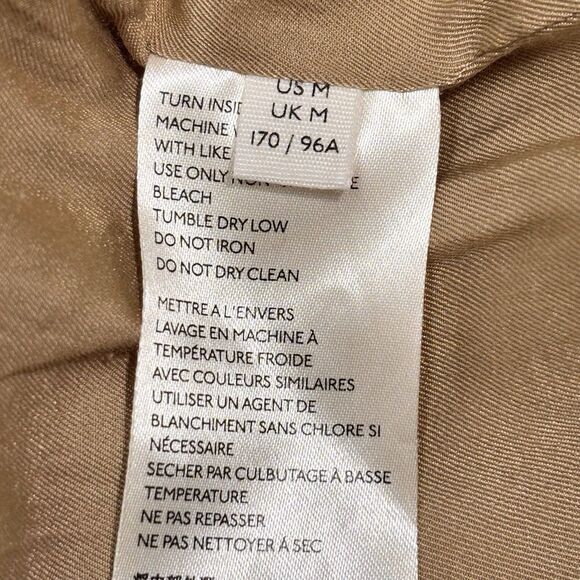 US M
UK M
170 / 96A
TURN
MACHINE
WITH LIKE
USE ONLY
BLEACH
TUMBLE DRY LOW
DO NOT IRON
DO NOT DRY CLEAN
METTRE A L'ENVERS
LAVAGE EN MACHINE À
TEMPÉRATURE FROIDE
AVEC COULEURS SIMILAIRES
UTILISER UN AGENT DE
BLANCHIMENT SANS CHLORE SI
NÉCESSAIRE
SECHER PAR CULBUTAGE À BASSE
TEMPERATURE
NE PAS REPASSER
NE PAS NETTOYER À SEC